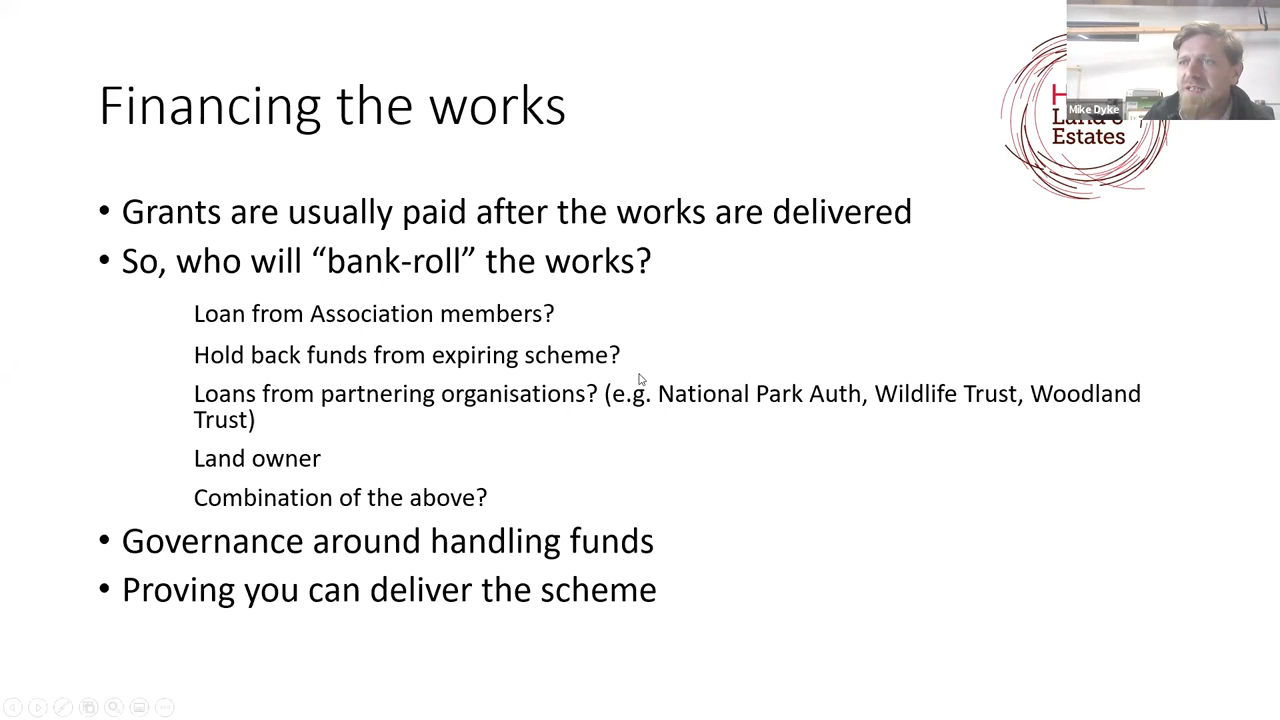 Financing the works
Mike Dyke
H
Land &
Estates
• Grants are usually paid after the works are delivered
• So, who will “bank-roll” the works?
Loan from Association members?
Hold back funds from expiring scheme?
Loans from partnering organisations? (e.g. National Park Auth, Wildlife Trust, Woodland
Trust)
Land owner
Combination of the above?
• Governance around handling funds
• Proving you can deliver the scheme